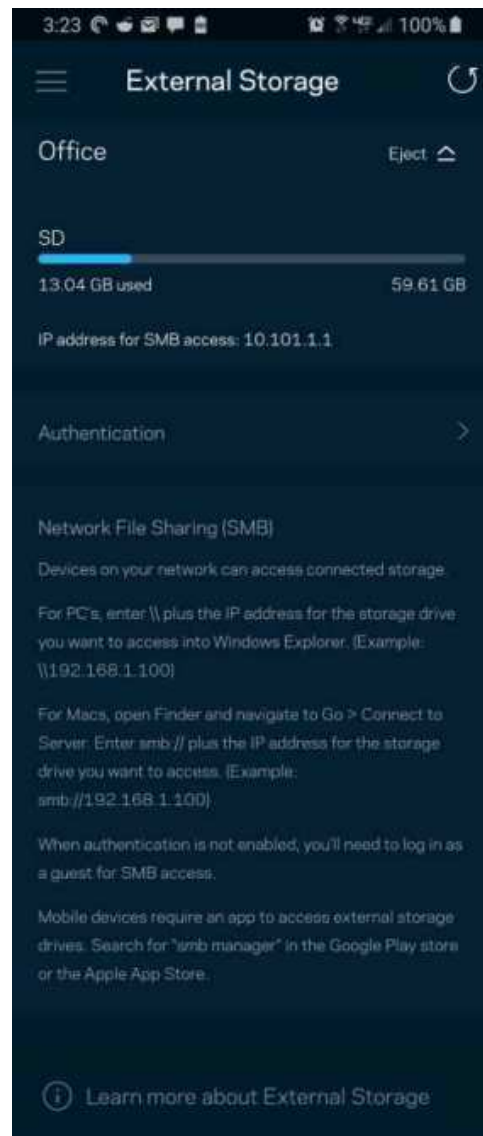 3:23 100%
External Storage
Office Eject
SD
13.04 GB used 59.61 GB
IP address for SMB access: 10.101.1.1
Authentication
Network File Sharing (SMB)
Devices on your network can access connected storage.
For PC's, enter \\ plus the IP address for the storage drive
you want to access into Windows Explorer. (Example:
\\192.168.1.100)
For Macs, open Finder and navigate to Go > Connect to
Server. Enter smb:// plus the IP address for the storage
drive you want to access. (Example:
smb://192.168.1.100)
When authentication is not enabled, you'll need to log in as
a guest for SMB access.
Mobile devices require an app to access external storage
drives. Search for "smb manager" in the Google Play store
or the Apple App Store.
Learn more about External Storage